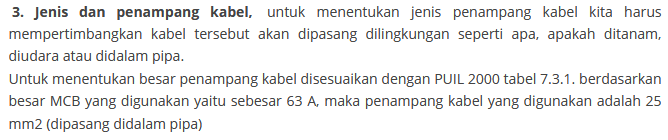 3. Jenis dan penampang kabel, untuk menentukan jenis penampang kabel kita harus
mempertimbangkan kabel tersebut akan dipasang dilingkungan seperti apa, apakah ditanam,
diudara atau didalam pipa.
Untuk menentukan besar penampang kabel disesuaikan dengan PUIL 2000 tabel 7.3.1. berdasarkan
besar MCB yang digunakan yaitu sebesar 63 A, maka penampang kabel yang digunakan adalah 25
mm2 (dipasang didalam pipa)